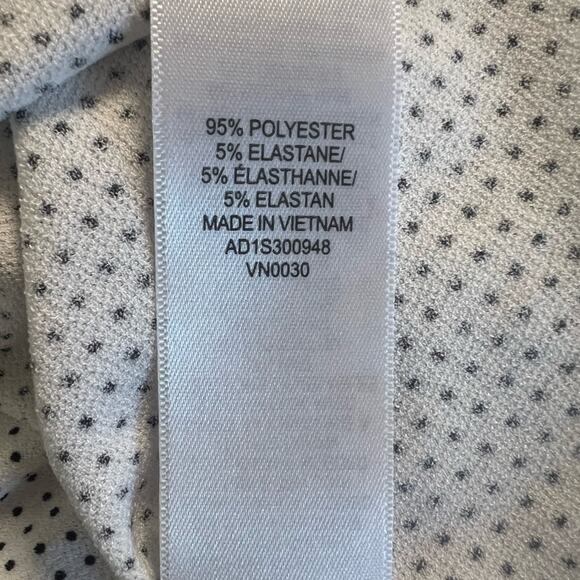 95% POLYESTER
5% ELASTANE/
5% ÉLASTHANNE/
5% ELASTAN
MADE IN VIETNAM
AD1S300948
VN0030